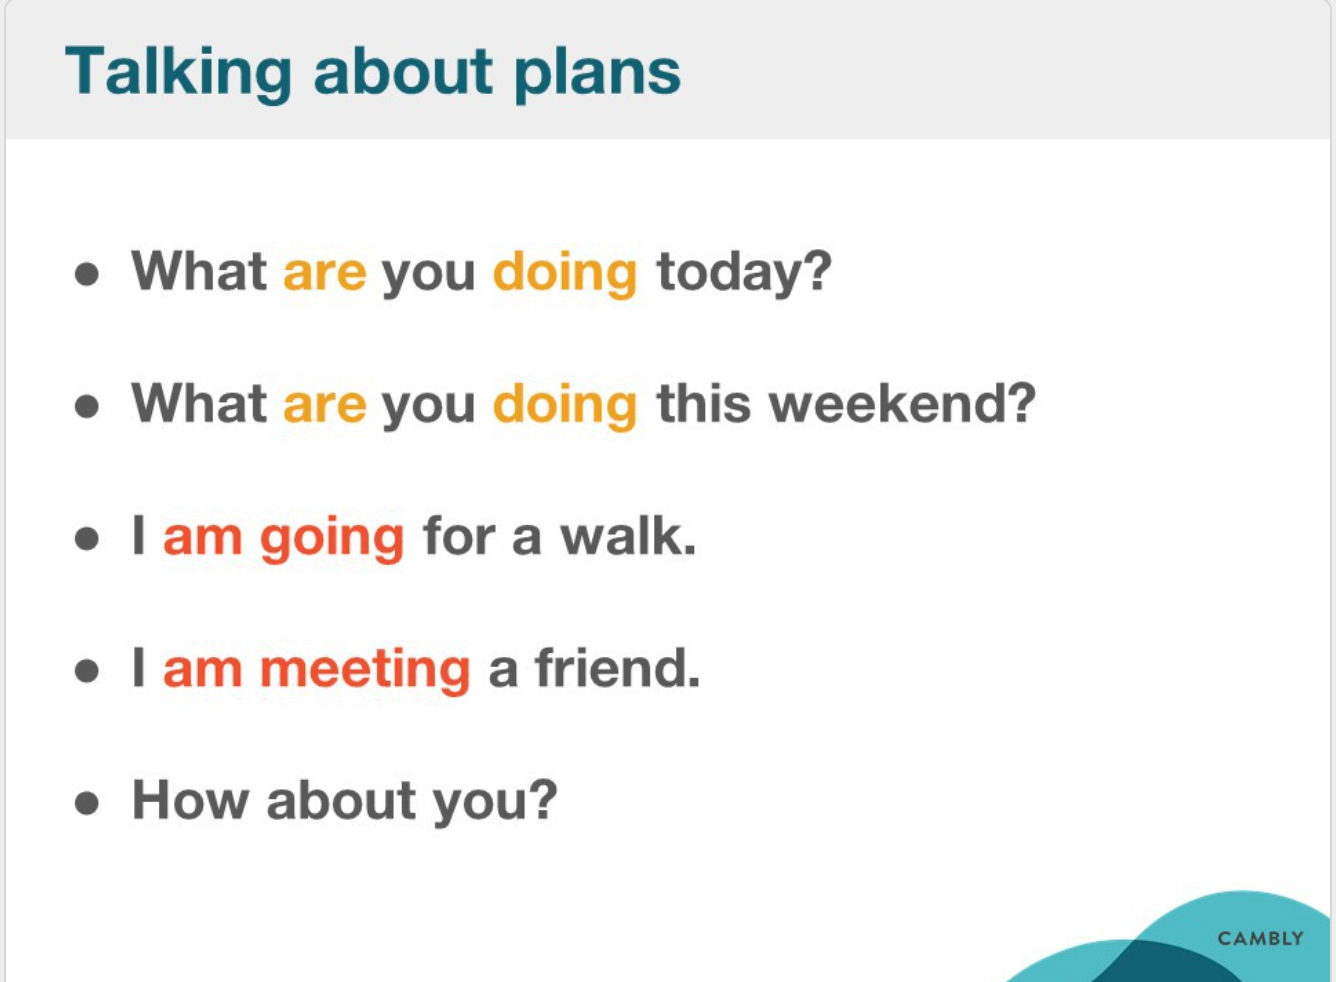 Talking about plans
● What are you doing today?
● What are you doing this weekend?
● I am going for a walk.
● I am meeting a friend.
● How about you?
CAMBLY